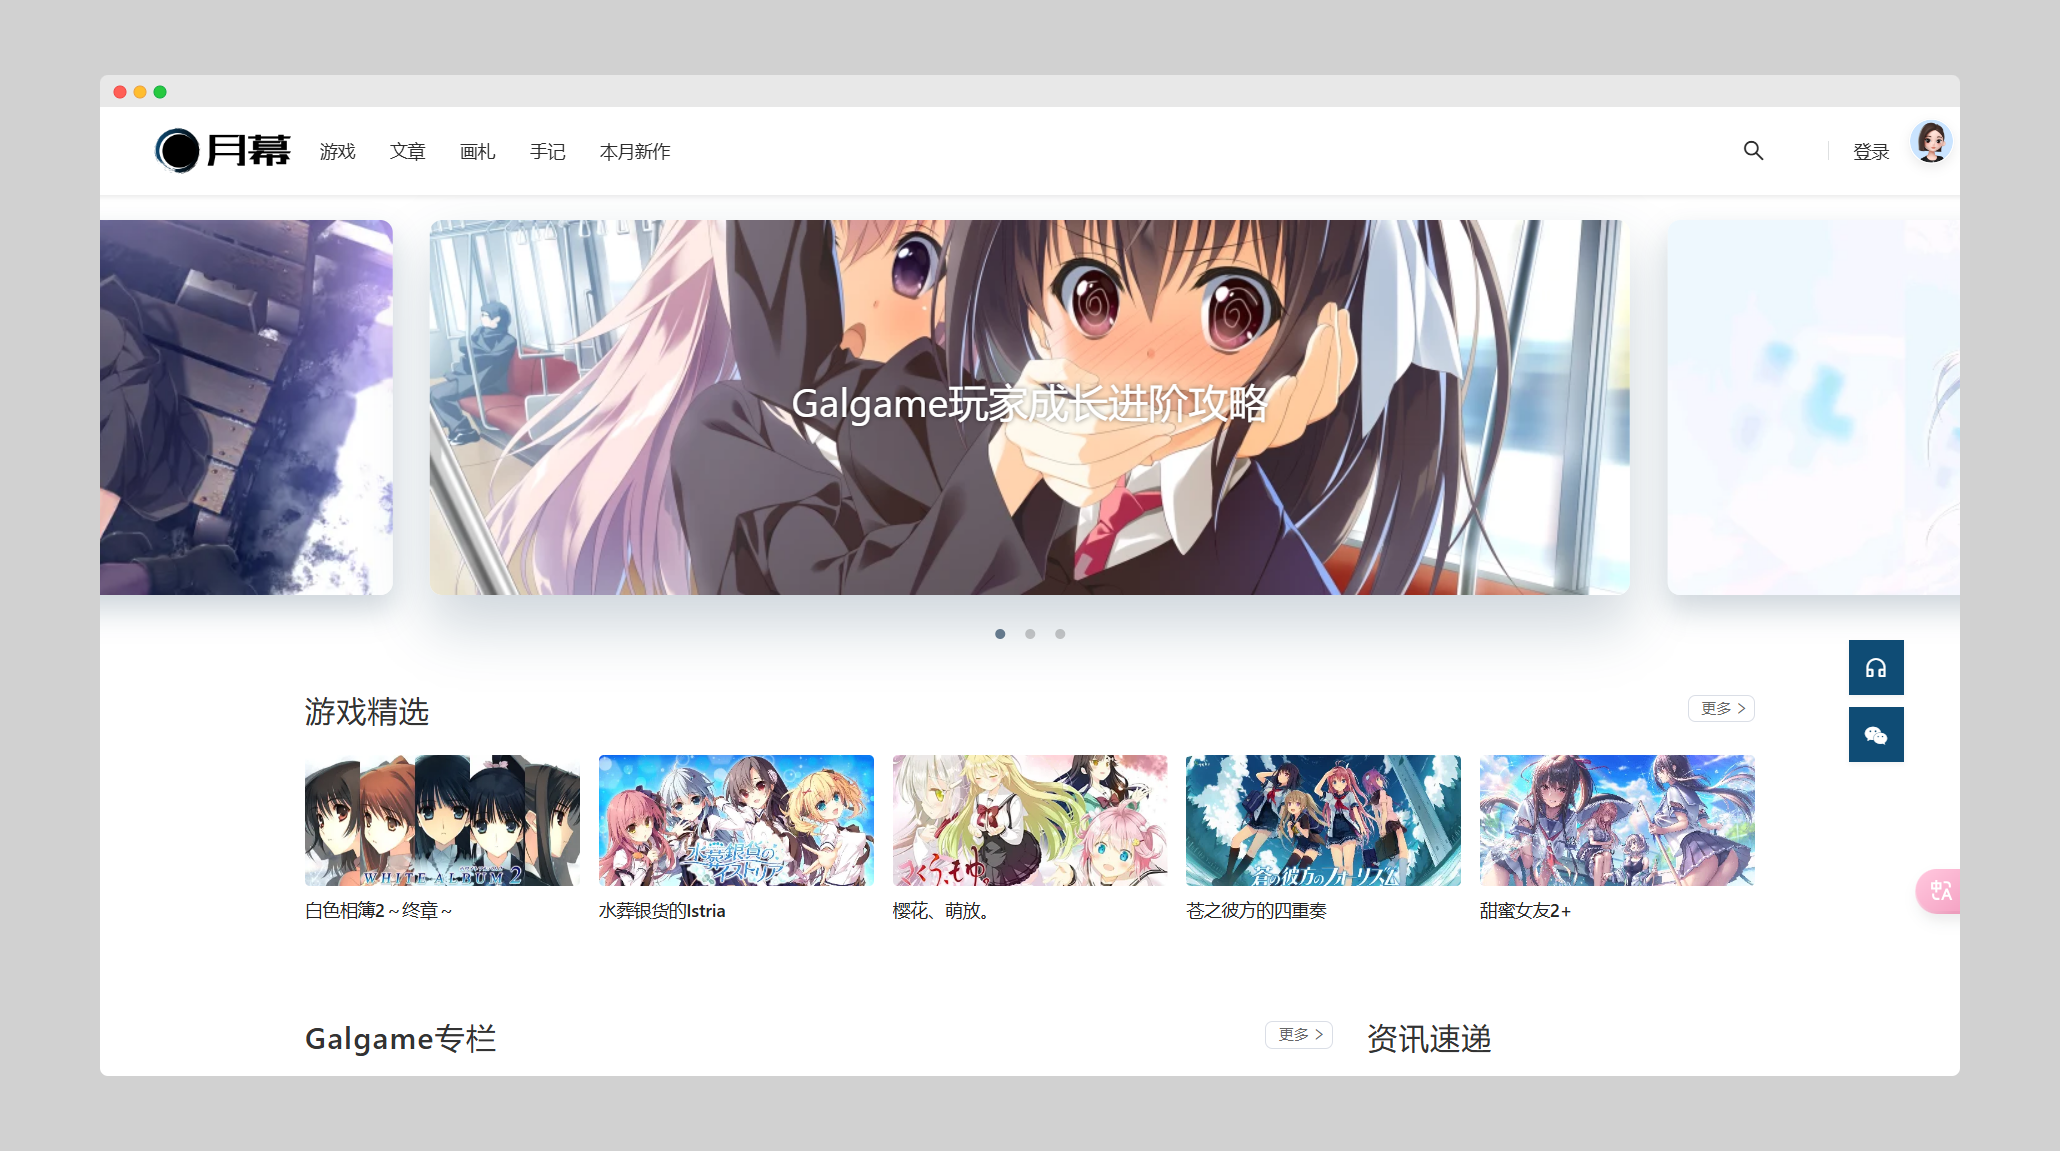 月幕
游戏
文章
画札
手记
本月新作
登录
Galgame玩家成长进阶攻略
游戏精选
更多
WHITE ALBUM 2
水葬銀貨のイストリア
さくら、もゆ。
蒼の彼方のフォーリズム
白色相簿2～终章～
水葬银货的Istria
樱花、萌放。
苍之彼方的四重奏
甜蜜女友2+
中A
Galgame专栏
更多
资讯速递